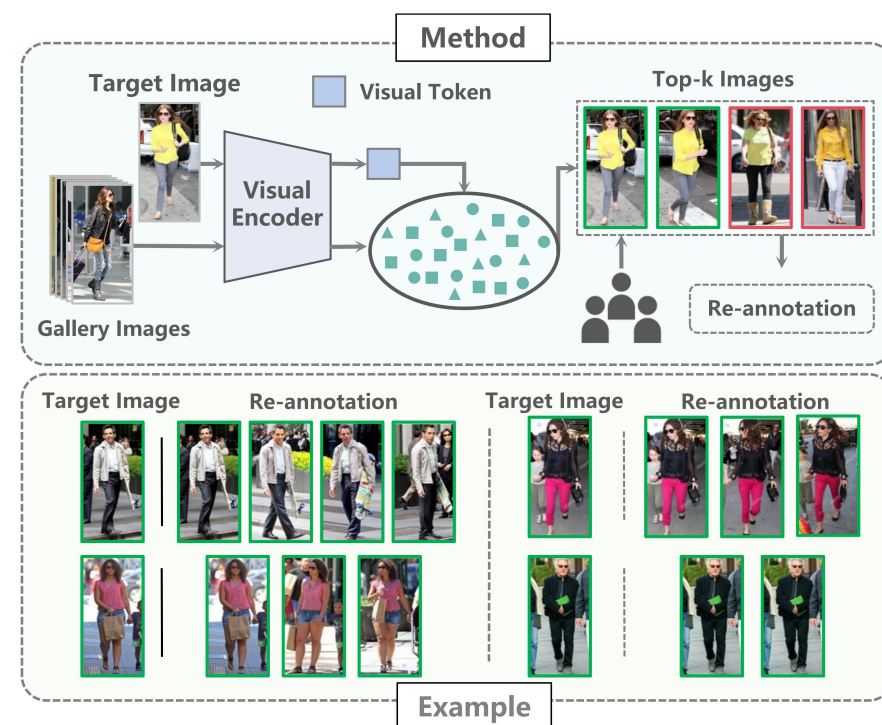 Method
Target Image
Visual Token
Top-k Images
Visual
Encoder
Gallery Images
Re-annotation
Target Image
Re-annotation
Target Image
Re-annotation
Example